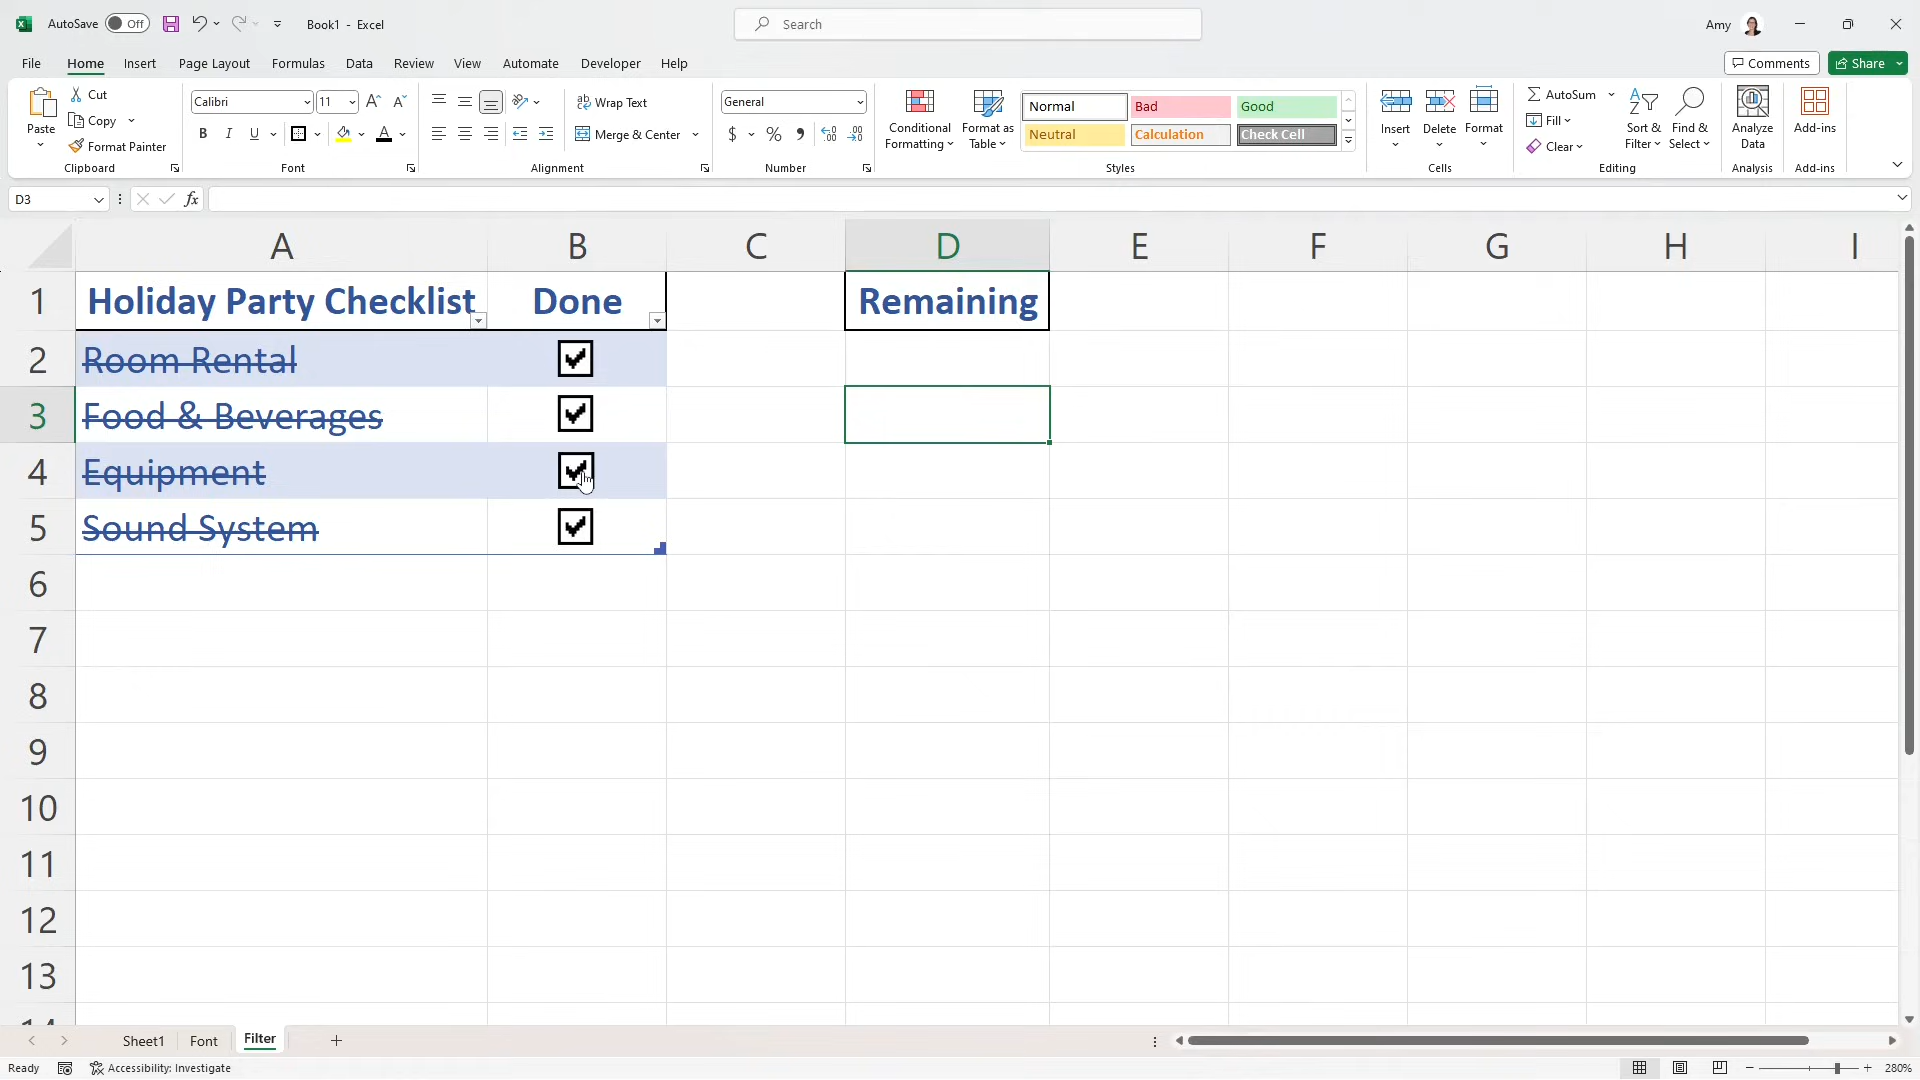 AutoSave Off Book1 - Excel Search Amy
File Home Insert Page Layout Formulas Data Review View Automate Developer Help Comments Share
Paste Cut Copy Format Painter Clipboard
Calibri 11 B I U A Font
Wrap Text Merge & Center Alignment
General $ % , Number
Conditional Formatting Format as Table Normal Bad Good Neutral Calculation Check Cell Styles
Insert Delete Format Cells
AutoSum Fill Clear Sort & Filter Find & Select Editing
Analyze Data Analysis
Add-ins Add-ins
D3 fx
A B C D E F G H I
1 Holiday Party Checklist Done Remaining
2 Room Rental
3 Food & Beverages
4 Equipment
5 Sound System
6
7
8
9
10
11
12
13
14
Sheet1 Font Filter
Ready Accessibility: Investigate 280%